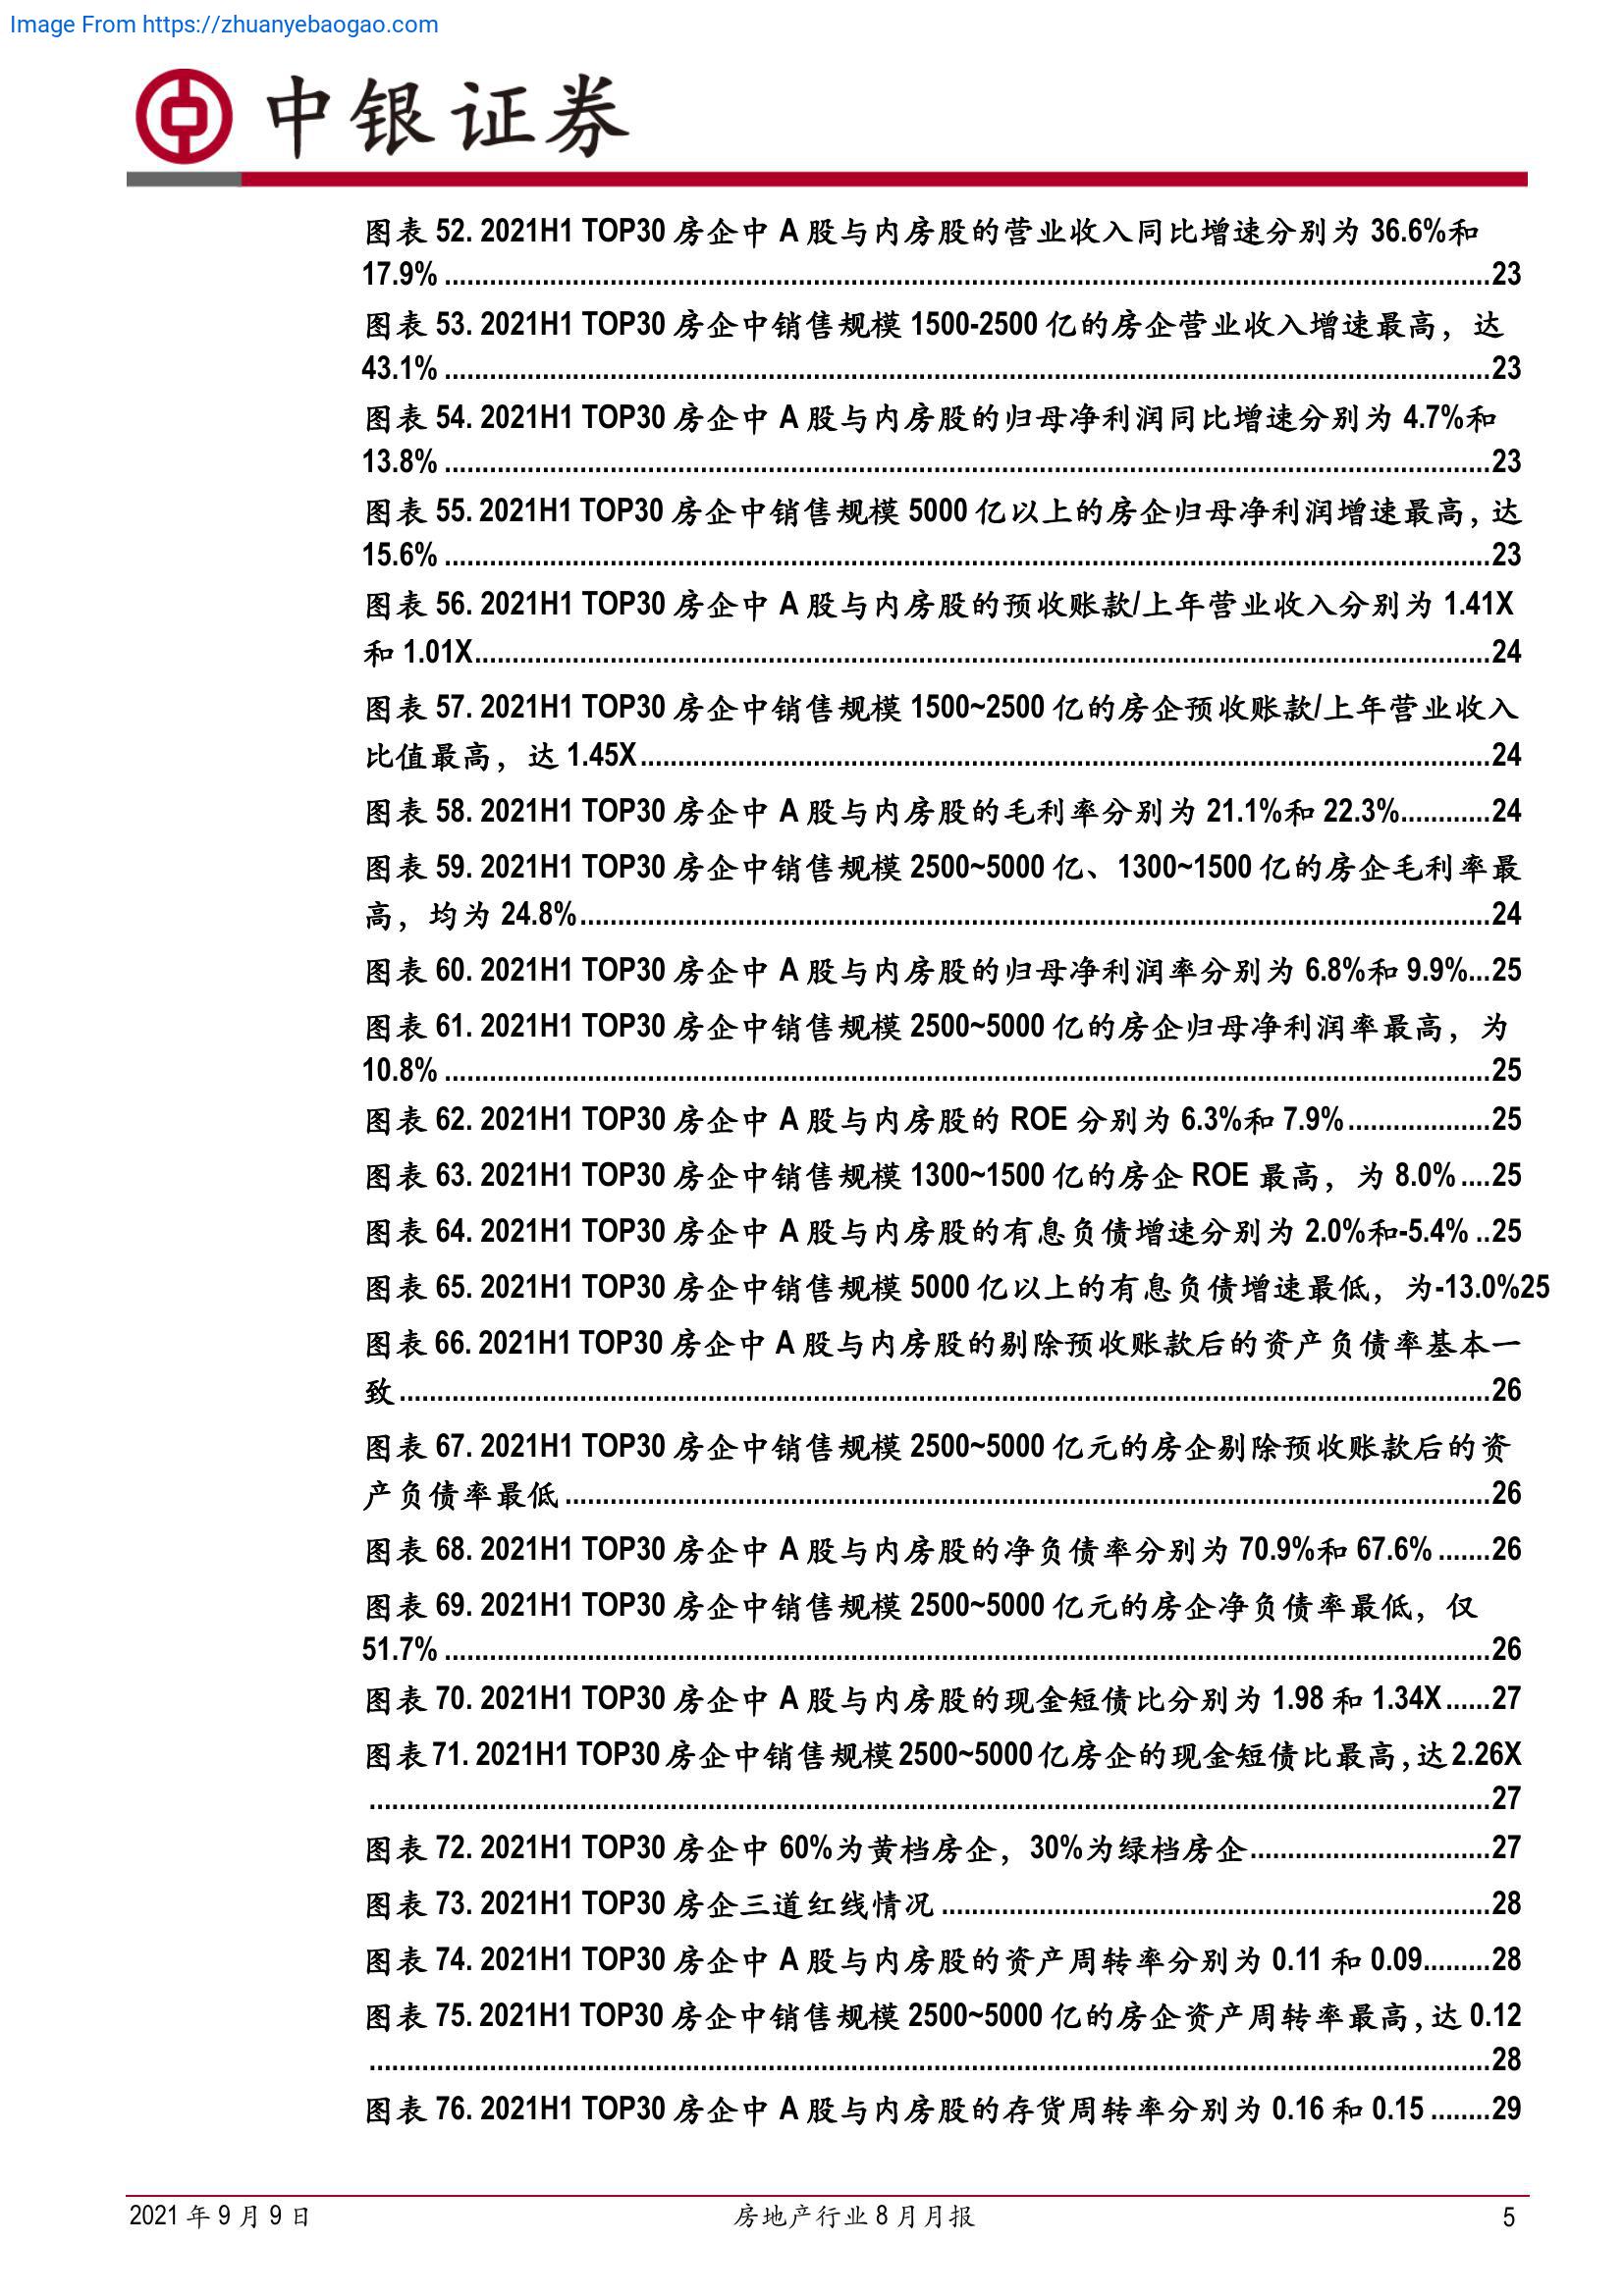 Image From https://zhuanyebaogao.com
中银证券
图表 52. 2021H1 TOP30 房企中 A 股与内房股的营业收入同比增速分别为 36.6%和
17.9% ........................................23
图表 53. 2021H1 TOP30 房企中销售规模 1500-2500 亿的房企营业收入增速最高，达
43.1% ........................................23
图表 54. 2021H1 TOP30 房企中 A 股与内房股的归母净利润同比增速分别为 4.7%和
13.8% ........................................23
图表 55. 2021H1 TOP30 房企中销售规模 5000 亿以上的房企归母净利润增速最高，达
15.6% ........................................23
图表 56. 2021H1 TOP30 房企中 A 股与内房股的预收账款/上年营业收入分别为 1.41X
和 1.01X........................................24
图表 57. 2021H1 TOP30 房企中销售规模 1500~2500 亿的房企预收账款/上年营业收入
比值最高，达 1.45X........................................24
图表 58. 2021H1 TOP30 房企中 A 股与内房股的毛利率分别为 21.1%和 22.3%............24
图表 59. 2021H1 TOP30 房企中销售规模 2500~5000 亿、1300~1500 亿的房企毛利率最
高，均为 24.8%........................................24
图表 60. 2021H1 TOP30 房企中 A 股与内房股的归母净利润率分别为 6.8%和 9.9%...25
图表 61. 2021H1 TOP30 房企中销售规模 2500~5000 亿的房企归母净利润率最高，为
10.8% ........................................25
图表 62. 2021H1 TOP30 房企中 A 股与内房股的 ROE 分别为 6.3%和 7.9%...................25
图表 63. 2021H1 TOP30 房企中销售规模 1300~1500 亿的房企 ROE 最高，为 8.0%....25
图表 64. 2021H1 TOP30 房企中 A 股与内房股的有息负债增速分别为 2.0%和-5.4% ..25
图表 65. 2021H1 TOP30 房企中销售规模 5000 亿以上的有息负债增速最低，为-13.0%25
图表 66. 2021H1 TOP30 房企中 A 股与内房股的剔除预收账款后的资产负债率基本一
致........................................26
图表 67. 2021H1 TOP30 房企中销售规模 2500~5000 亿元的房企剔除预收账款后的资
产负债率最低 ........................................26
图表 68. 2021H1 TOP30 房企中 A 股与内房股的净负债率分别为 70.9%和 67.6% .......26
图表 69. 2021H1 TOP30 房企中销售规模 2500~5000 亿元的房企净负债率最低，仅
51.7% ........................................26
图表 70. 2021H1 TOP30 房企中 A 股与内房股的现金短债比分别为 1.98 和 1.34X......27
图表 71. 2021H1 TOP30 房企中销售规模 2500~5000 亿房企的现金短债比最高，达 2.26X
........................................27
图表 72. 2021H1 TOP30 房企中 60%为黄档房企，30%为绿档房企................................27
图表 73. 2021H1 TOP30 房企三道红线情况 ........................................28
图表 74. 2021H1 TOP30 房企中 A 股与内房股的资产周转率分别为 0.11 和 0.09.........28
图表 75. 2021H1 TOP30 房企中销售规模 2500~5000 亿的房企资产周转率最高，达 0.12
........................................28
图表 76. 2021H1 TOP30 房企中 A 股与内房股的存货周转率分别为 0.16 和 0.15 ........29
2021 年 9 月 9 日 房地产行业 8 月月报 5